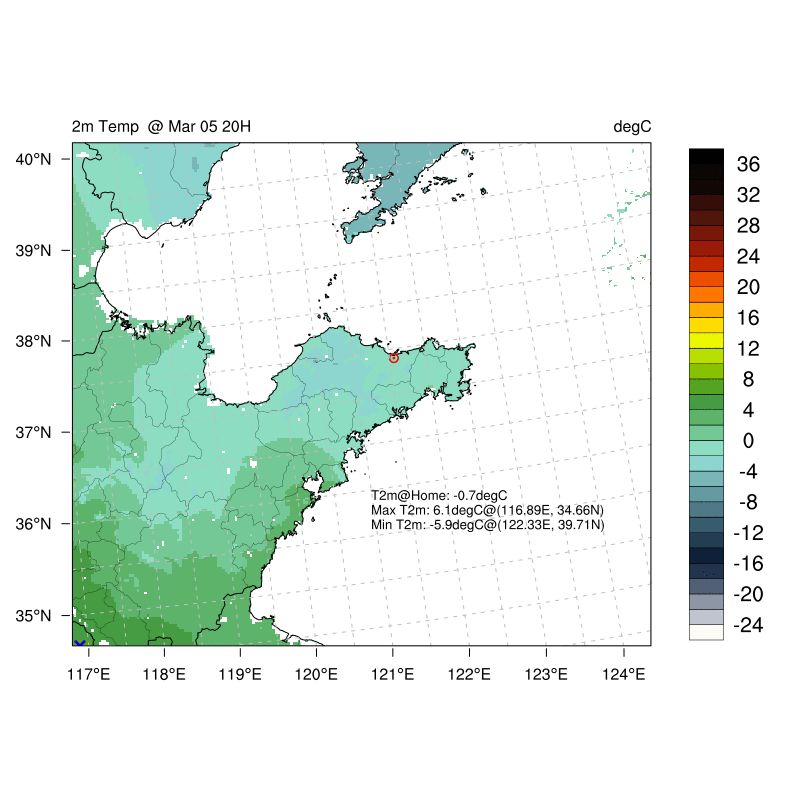 2m Temp @ Mar 05 20H
degC
40°N
39°N
38°N
37°N
36°N
35°N
117°E
118°E
119°E
120°E
121°E
122°E
123°E
124°E
T2m@Home: -0.7degC
Max T2m: 6.1degC@(116.89E, 34.66N)
Min T2m: -5.9degC@(122.33E, 39.71N)
36
32
28
24
20
16
12
8
4
0
-4
-8
-12
-16
-20
-24